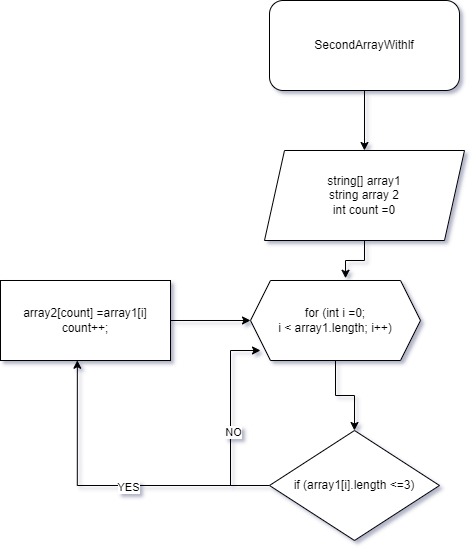 SecondArrayWithIf
string[] array1
string array 2
int count =0
array2[count] =array1[i]
count++;
for (int i =0;
i < array1.length; i++)
NO
YES
if (array1[i].length <=3)